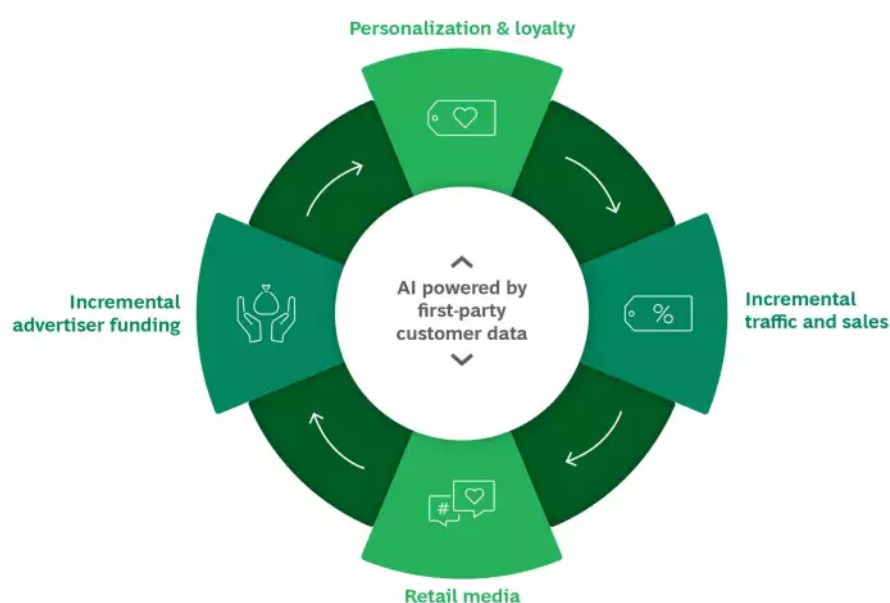 Personalization & loyalty
Incremental
advertiser funding
AI powered by
first-party
customer data
%
Incremental
traffic and sales
#
Retail media